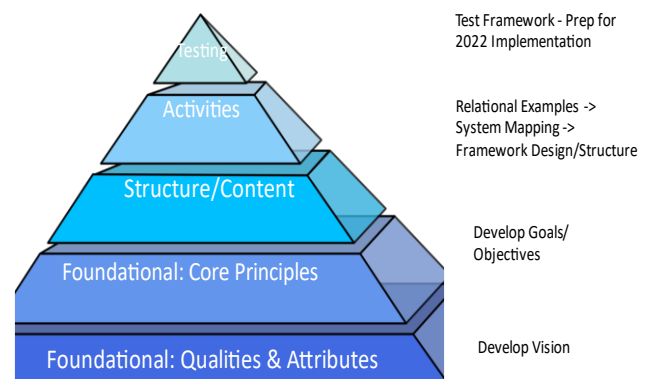 Testing
Test Framework - Prep for
2022 Implementation
Activities
Relational Examples ->
System Mapping ->
Framework Design/Structure
Structure/Content
Develop Goals/
Objectives
Foundational: Core Principles
Foundational: Qualities & Attributes
Develop Vision